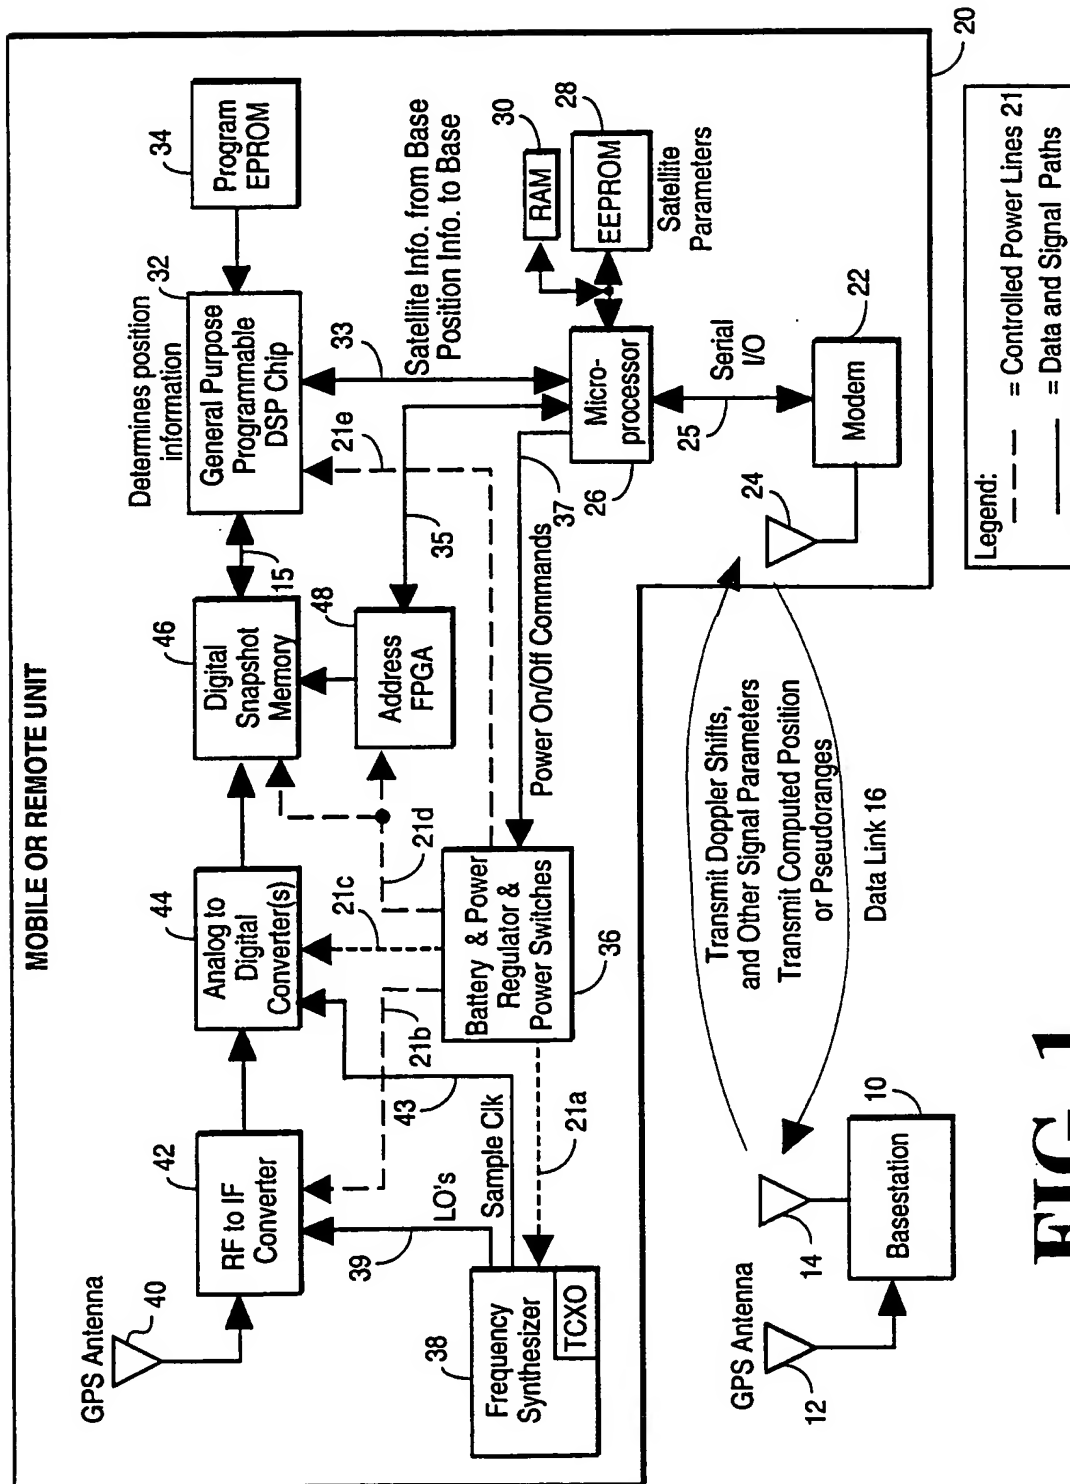 MOBILE OR REMOTE UNIT
GPS Antenna
40
RF to IF
Converter
42
Analog to
Digital
Converter(s)
44
Digital
Snapshot
Memory
46
15
Determines position
information
General Purpose
Programmable
DSP Chip
32
Program
EPROM
34
Frequency
Synthesizer
TCXO
38
39
LO's
Sample Clk
43
21a
21b
21c
21d
21e
Battery & Power
Regulator &
Power Switches
36
Address
FPGA
48
35
33
Satellite Info. from Base
Position Info. to Base
Power On/Off Commands
37
Micro-
processor
26
RAM
30
EEPROM
28
Satellite
Parameters
25
Serial
I/O
Modem
22
24
20
GPS Antenna
12
14
Basestation
10
Transmit Doppler Shifts,
and Other Signal Parameters
Transmit Computed Position
or Pseudoranges
Data Link 16
Legend:
= Controlled Power Lines 21
= Data and Signal Paths
FIG 1